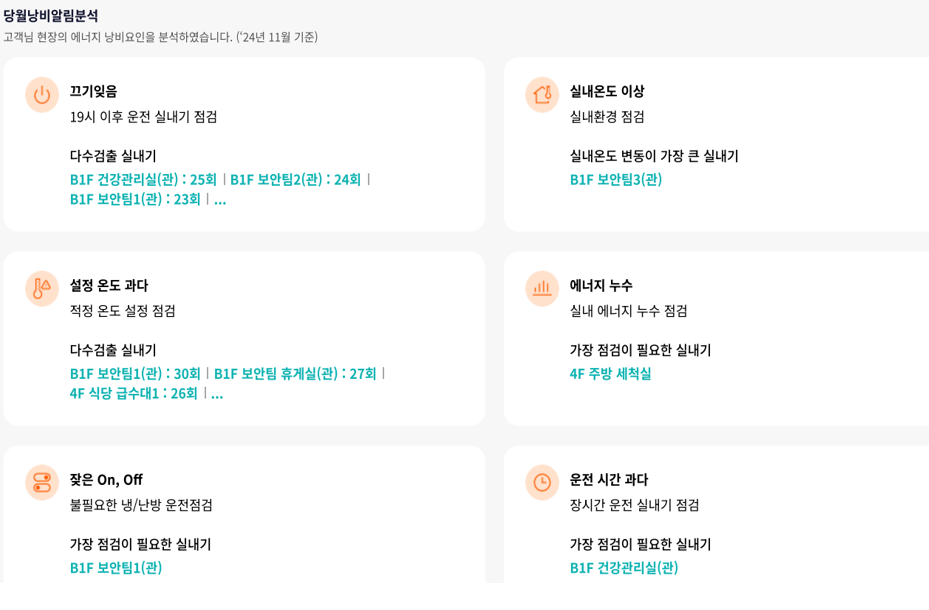 당월낭비알림분석
고객님 현장의 에너지 낭비요인을 분석하였습니다. ('24년 11월 기준)
끄기잊음
19시 이후 운전 실내기 점검
다수검출 실내기
B1F 건강관리실(관) : 25회 | B1F 보안팀2(관) : 24회 |
B1F 보안팀1(관) : 23회 | ...
실내온도 이상
실내환경 점검
실내온도 변동이 가장 큰 실내기
B1F 보안팀3(관)
설정 온도 과다
적정 온도 설정 점검
다수검출 실내기
B1F 보안팀1(관) : 30회 | B1F 보안팀 휴게실(관) : 27회 |
4F 식당 급수대1 : 26회 | ...
에너지 누수
실내 에너지 누수 점검
가장 점검이 필요한 실내기
4F 주방 세척실
잦은 On, Off
불필요한 냉/난방 운전점검
가장 점검이 필요한 실내기
B1F 보안팀1(관)
운전 시간 과다
장시간 운전 실내기 점검
가장 점검이 필요한 실내기
B1F 건강관리실(관)